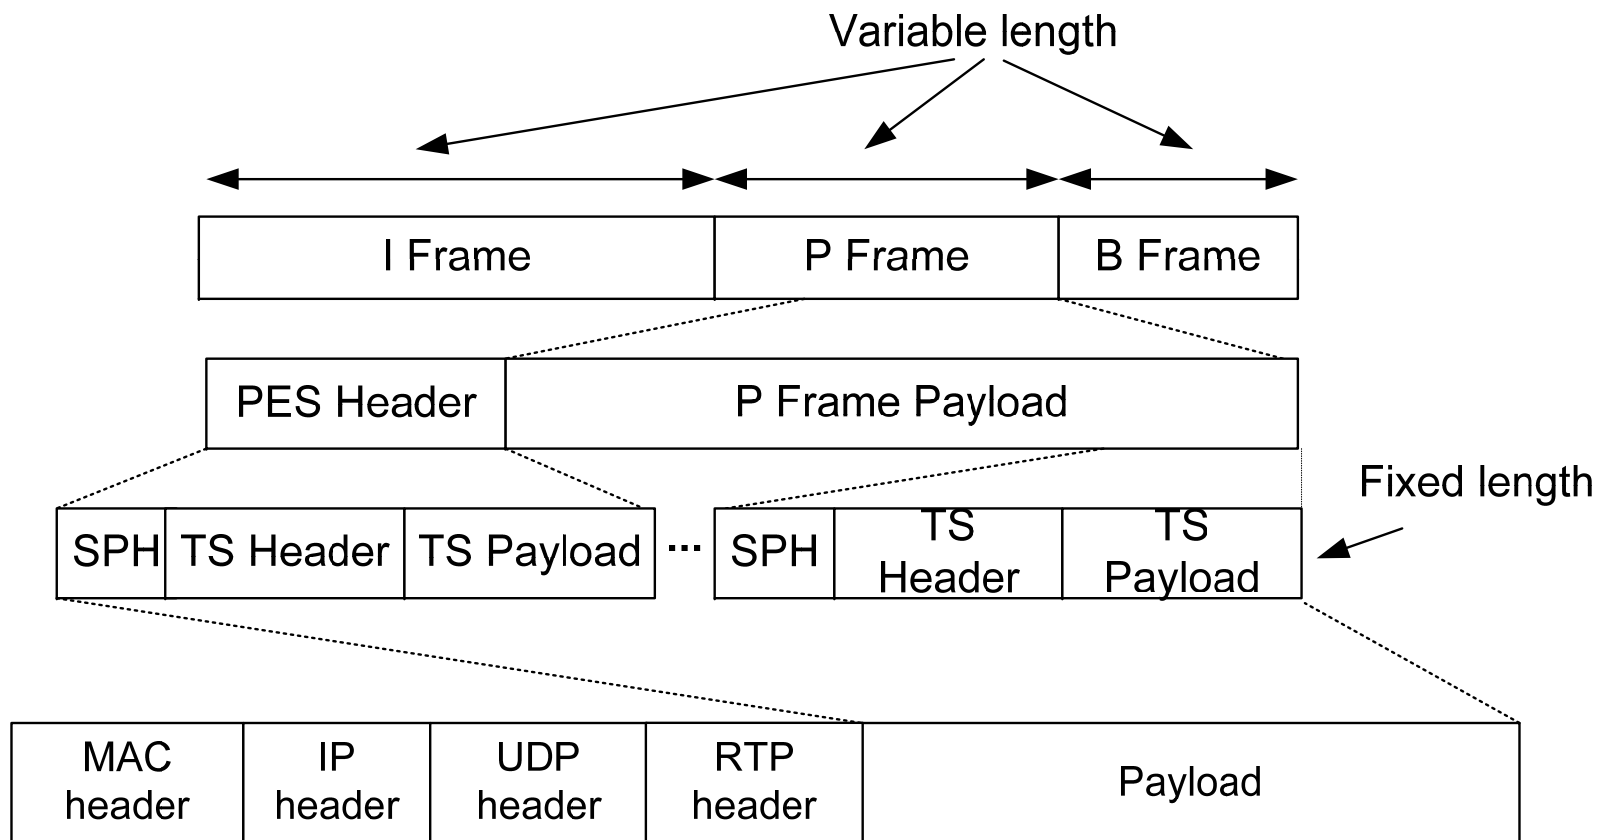 Variable length
I Frame
P Frame
B Frame
PES Header
P Frame Payload
Fixed length
SPH
TS Header
TS Payload
...
SPH
TS
Header
TS
Payload
MAC
header
IP
header
UDP
header
RTP
header
Payload